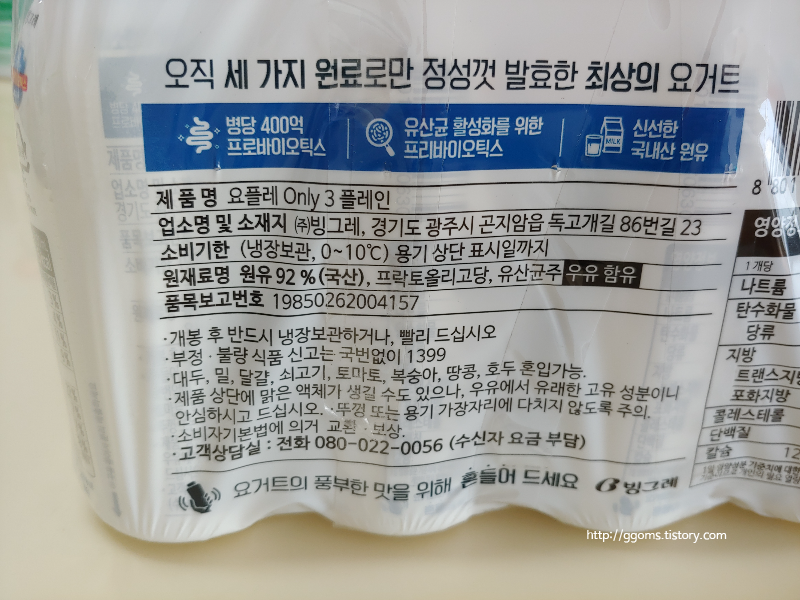 오직 세 가지 원료로만 정성껏 발효한 최상의 요거트
병당 400억
프로바이오틱스
유산균 활성화를 위한
프리바이오틱스
MILK
신선한
국내산 원유
제 품 명 요플레 Only 3 플레인
업소명 및 소재지 ㈜빙그레, 경기도 광주시 곤지암읍 독고개길 86번길 23
소비기한 (냉장보관, 0~10℃) 용기 상단 표시일까지
원재료명 원유 92 % (국산), 프락토올리고당, 유산균주 우유 함유
품목보고번호 19850262004157
·개봉 후 반드시 냉장보관하거나, 빨리 드십시오
·부정·불량식품 신고는 국번없이 1399
·대두, 밀, 달걀, 쇠고기, 토마토, 복숭아, 땅콩, 호두 혼입가능.
·제품 상단에 맑은 액체가 생길 수도 있으나, 우유에서 유래한 고유 성분이니
안심하시고 드십시오. ·뚜껑 또는 용기 가장자리에 다치지 않도록 주의.
·소비자기본법에 의거 교환·보상.
·고객상담실 : 전화 080-022-0056 (수신자 요금 부담)
요거트의 풍부한 맛을 위해 흔들어 드세요 빙그레
8 801
1 개당
나트륨
탄수화물
당류
지방
트랜스지방
포화지방
콜레스테롤
단백질
칼슘 12
http://ggoms.tistory.com